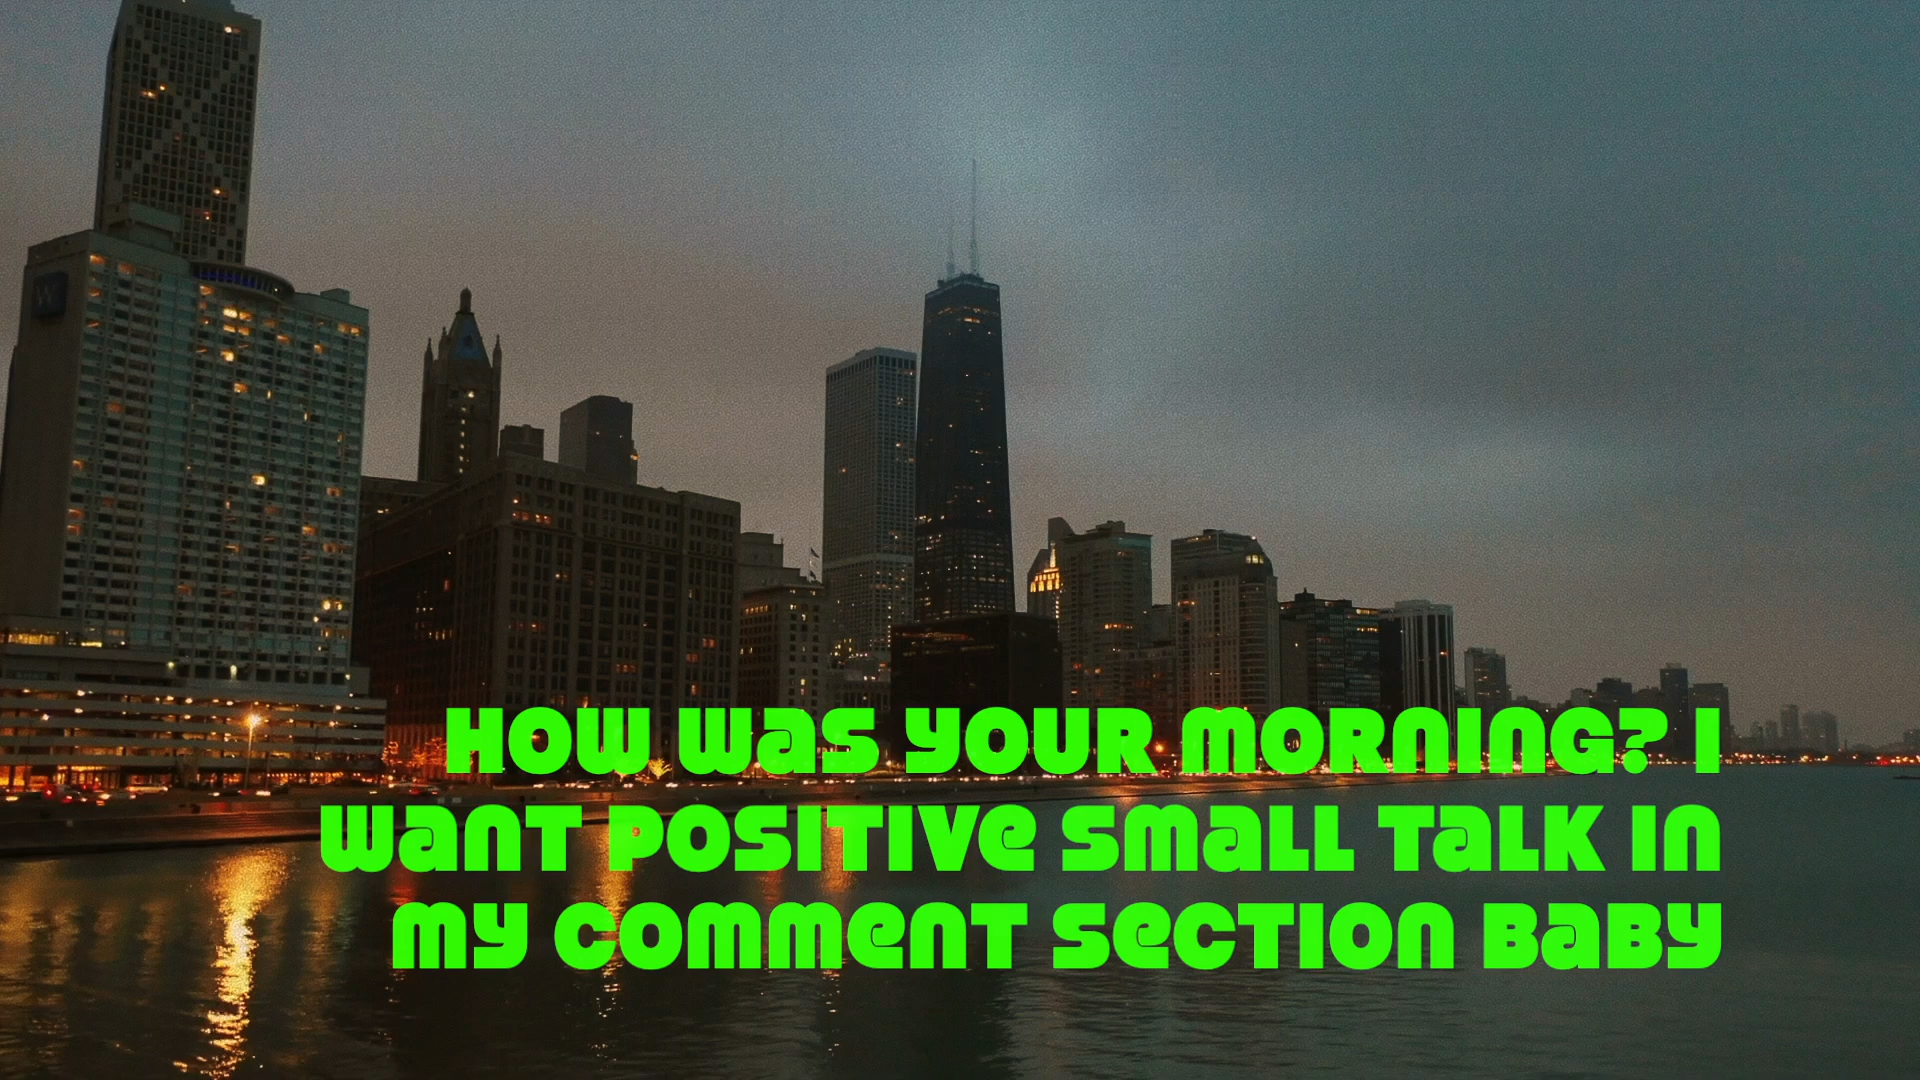 W
How was your morning? I
want positive small talk in
my comment section baby